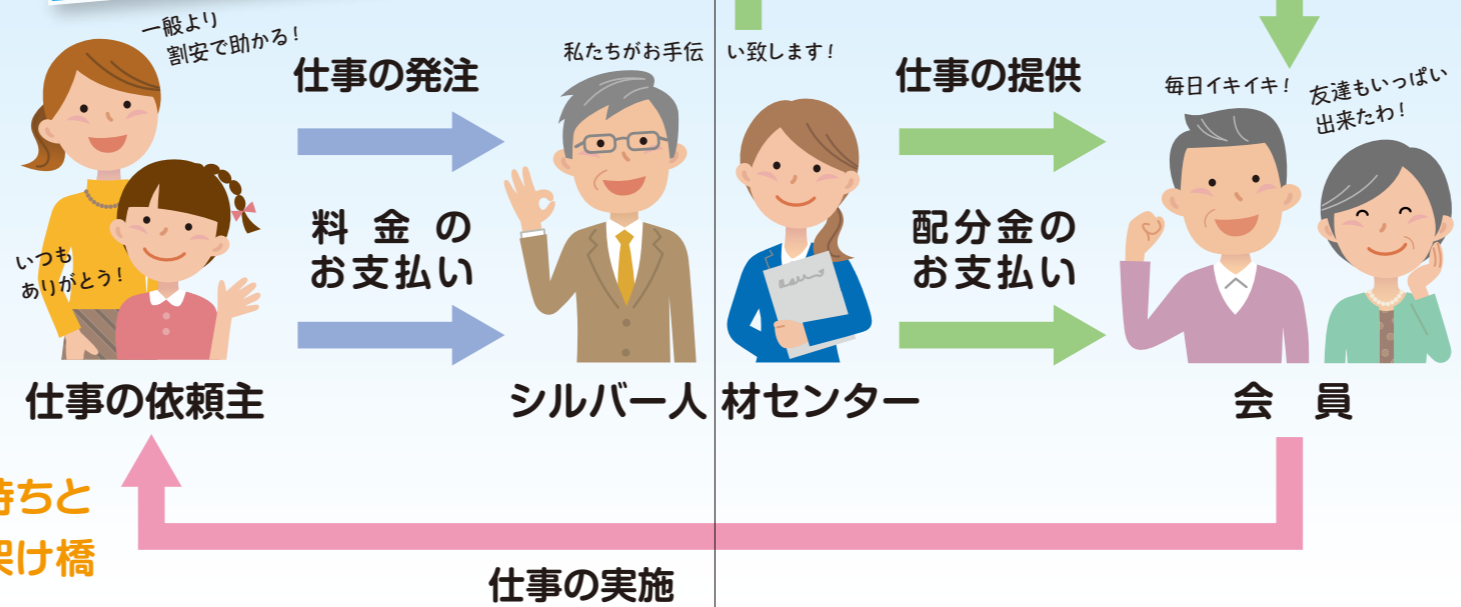 一般より
割安で助かる!
仕事の発注
私たちがお手伝い致します!
仕事の提供
毎日イキイキ!
友達もいっぱい
出来たわ!
いつも
ありがとう!
料金の
お支払い
配分金の
お支払い
仕事の依頼主
シルバー人材センター
会員
持ちと
架け橋
仕事の実施